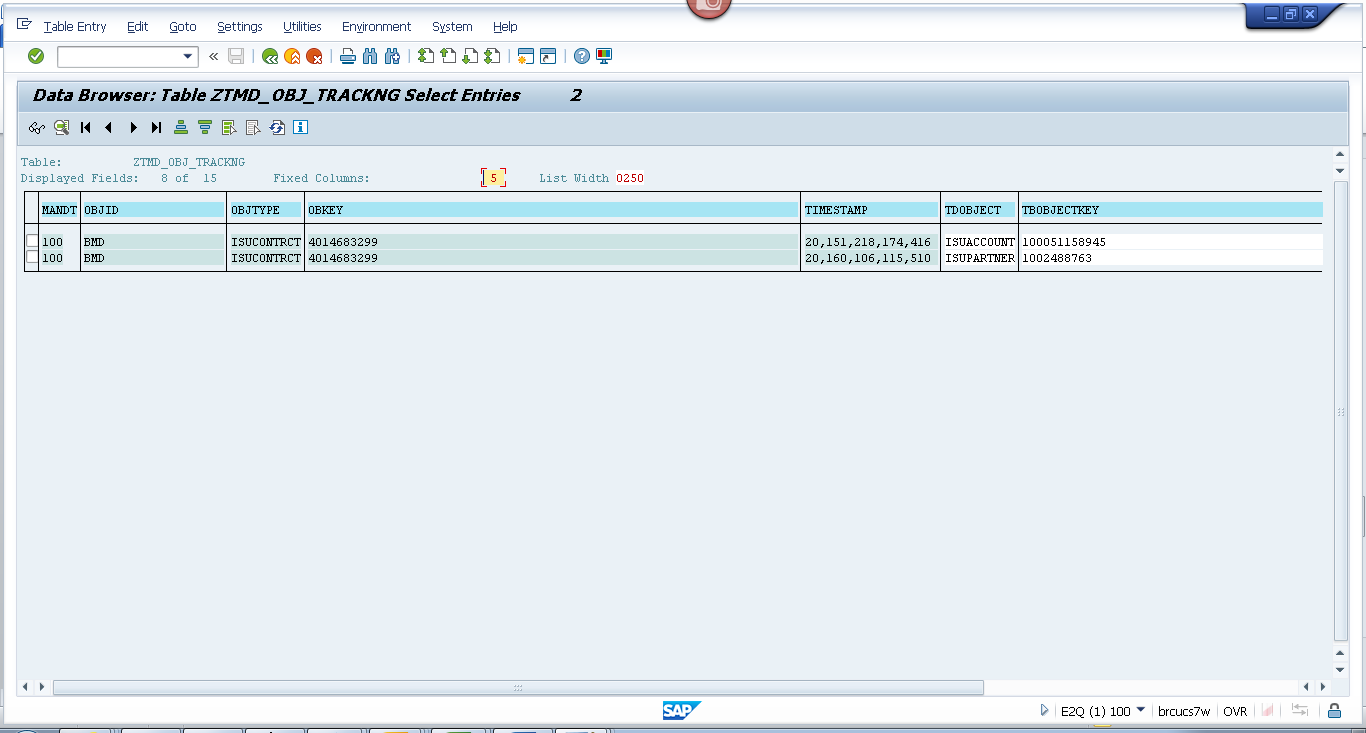 Table Entry Edit Goto Settings Utilities Environment System Help
Data Browser: Table ZTMD_OBJ_TRACKNG Select Entries 2
Table: ZTMD_OBJ_TRACKNG
Displayed Fields: 8 of 15 Fixed Columns: 5 List Width 0250
MANDT OBJID OBJTYPE OBKEY TIMESTAMP TDOBJECT TBOBJECTKEY
100 BMD ISUCONTRCT 4014683299 20,151,218,174,416 ISUACCOUNT 100051158945
100 BMD ISUCONTRCT 4014683299 20,160,106,115,510 ISUPARTNER 1002488763
SAP
E2Q (1) 100 brcucs7w OVR